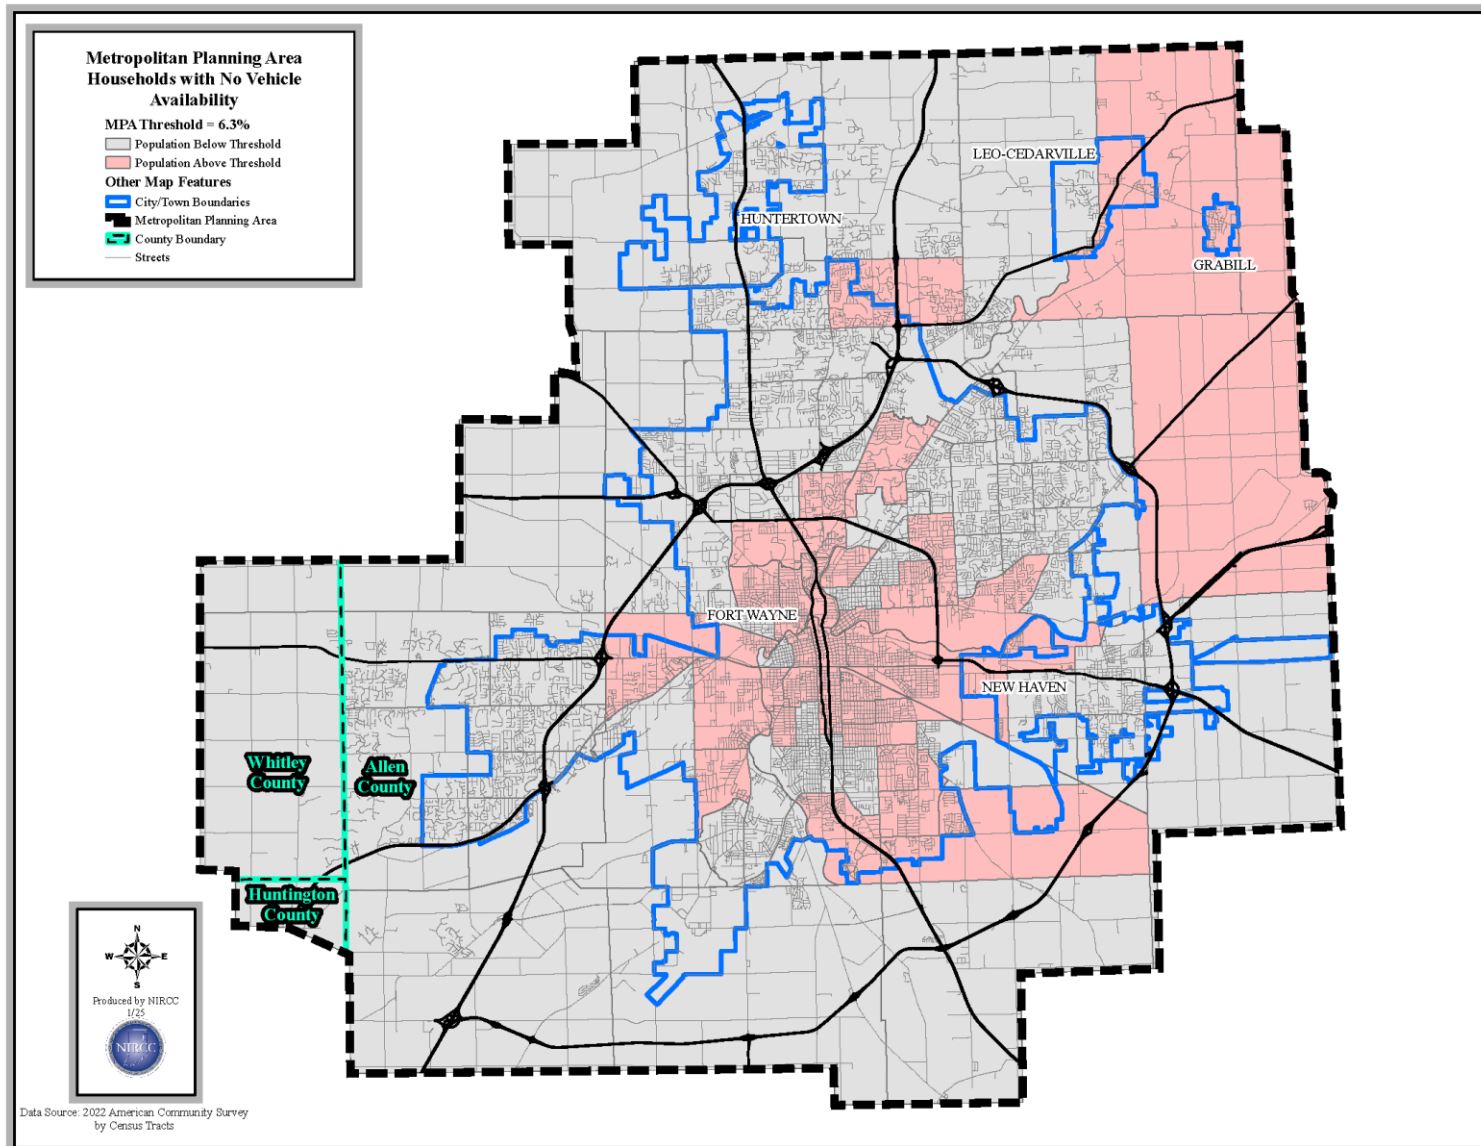 Metropolitan Planning Area
Households with No Vehicle
Availability
MPA Threshold = 6.3%
Population Below Threshold
Population Above Threshold
Other Map Features
City/Town Boundaries
Metropolitan Planning Area
County Boundary
Streets
LEO-CEDARVILLE
HUNTERTOWN
GRABILL
FORT WAYNE
NEW HAVEN
Whitley
County
Allen
County
Huntington
County
N
W
E
S
Produced by NIRCC
1/25
NIRCC
Data Source: 2022 American Community Survey
by Census Tracts